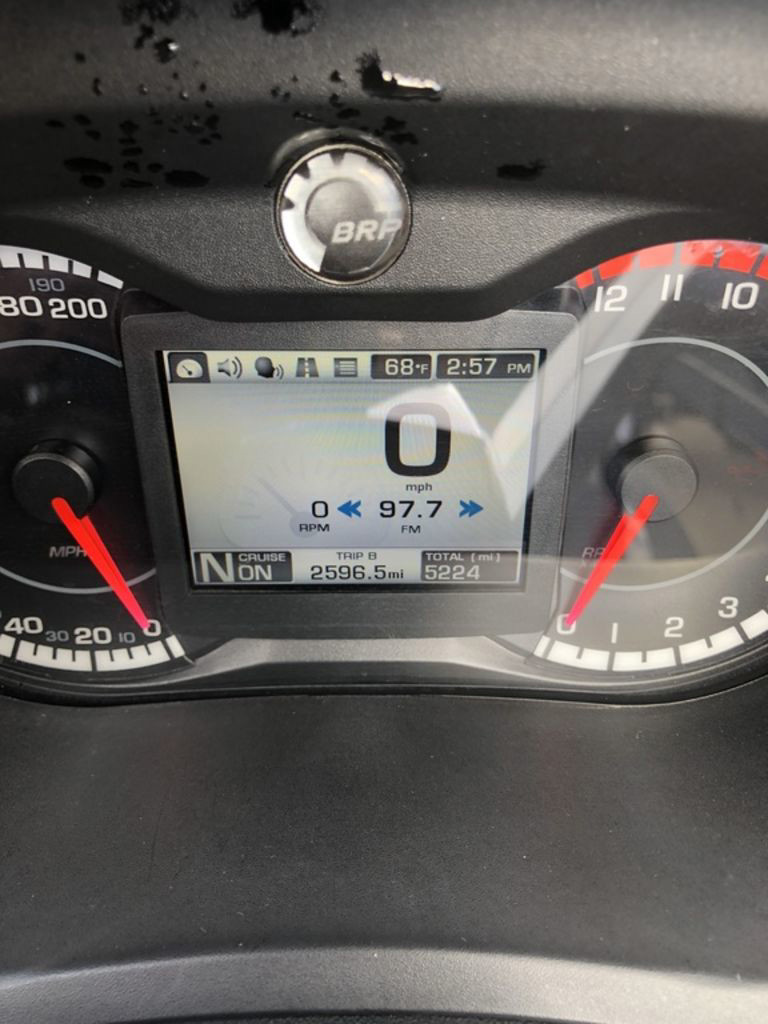 BRP
190
80 200
12 11 10
68°F 2:57 PM
0
mph
0 97.7
RPM FM
MPH
N CRUISE ON
TRIP B
2596.5mi
TOTAL (mi)
5224
40 30 20 10 0
0 1 2 3